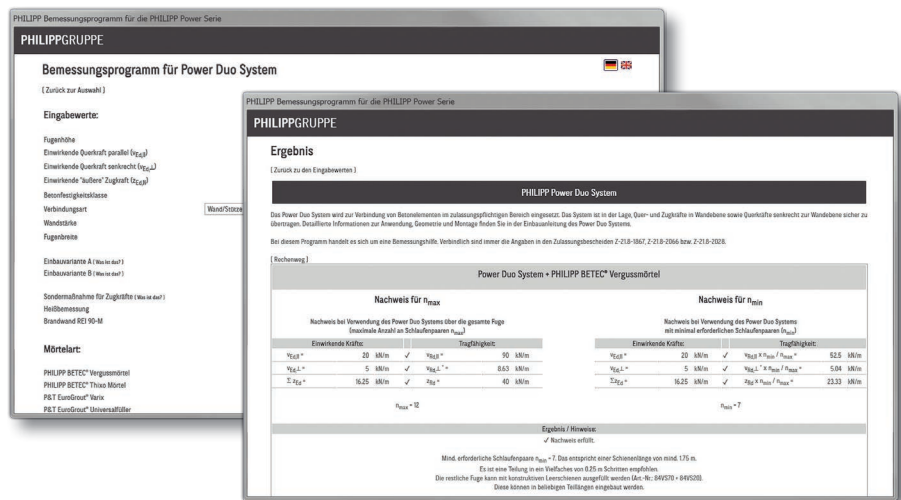 PHILIPP Bemessungsprogramm für die PHILIPP Power Serie
PHILIPPGRUPPE
Bemessungsprogramm für Power Duo System
[ Zurück zur Auswahl ]
Eingabewerte:
Fugenhöhe
Einwirkende Querkraft parallel (vEd,||)
Einwirkende Querkraft senkrecht (vEd,⊥)
Einwirkende "äußere" Zugkraft (zEd,N)
Betonfestigkeitsklasse
Verbindungsart Wand/Stütze
Wandstärke
Fugenbreite
Einbauvariante A ( Was ist das? )
Einbauvariante B ( Was ist das? )
Sondermaßnahme für Zugkräfte ( Was ist das? )
Heißbemessung
Brandwand REI 90-M
Mörtelart:
PHILIPP BETEC® Vergussmörtel
PHILIPP BETEC® Thixo Mörtel
P&T EuroGrout® Varix
P&T EuroGrout® Universalfüller
PHILIPP Bemessungsprogramm für die PHILIPP Power Serie
PHILIPPGRUPPE
Ergebnis
[ Zurück zu den Eingabewerten ]
PHILIPP Power Duo System
Das Power Duo System wird zur Verbindung von Betonelementen im zulassungspflichtigen Bereich eingesetzt. Das System ist in der Lage, Quer- und Zugkräfte in Wandebene sowie Querkräfte senkrecht zur Wandebene sicher zu
übertragen. Detaillierte Informationen zur Anwendung, Geometrie und Montage finden Sie in der Einbauanleitung des Power Duo Systems.
Bei diesem Programm handelt es sich um eine Bemessungshilfe. Verbindlich sind immer die Angaben in den Zulassungsbescheiden Z-21.8-1867, Z-21.8-2066 bzw. Z-21.8-2028.
[ Rechenweg ]
Power Duo System + PHILIPP BETEC® Vergussmörtel
Nachweis für nmax
Nachweis bei Verwendung des Power Duo Systems über die gesamte Fuge
(maximale Anzahl an Schlaufenpaaren nmax)
Einwirkende Kräfte: Tragfähigkeit:
vEd,|| = 20 kN/m ✓ vRd,|| = 90 kN/m
vEd,⊥ = 5 kN/m ✓ vRd,⊥* = 8.63 kN/m
Σ zEd = 16.25 kN/m ✓ zRd = 40 kN/m
nmax = 12
Nachweis für nmin
Nachweis bei Verwendung des Power Duo Systems
mit minimal erforderlichen Schlaufenpaaren (nmin)
Einwirkende Kräfte: Tragfähigkeit:
vEd,|| = 20 kN/m ✓ vRd,|| x nmin / nmax = 52.5 kN/m
vEd,⊥ = 5 kN/m ✓ vRd,⊥* x nmin / nmax = 5.04 kN/m
ΣzEd = 16.25 kN/m ✓ zRd x nmin / nmax = 23.33 kN/m
nmin = 7
Ergebnis / Hinweise:
✓ Nachweis erfüllt.
Mind. erforderliche Schlaufenpaare nmin = 7. Das entspricht einer Schienenlänge von mind. 1.75 m.
Es ist eine Teilung in ein Vielfaches von 0.25 m Schritten empfohlen.
Die restliche Fuge kann mit konstruktiven Leerschienen ausgefüllt werden (Art.-Nr.: 84VS70 + 84VS20).
Diese können in beliebigen Teillängen eingebaut werden.